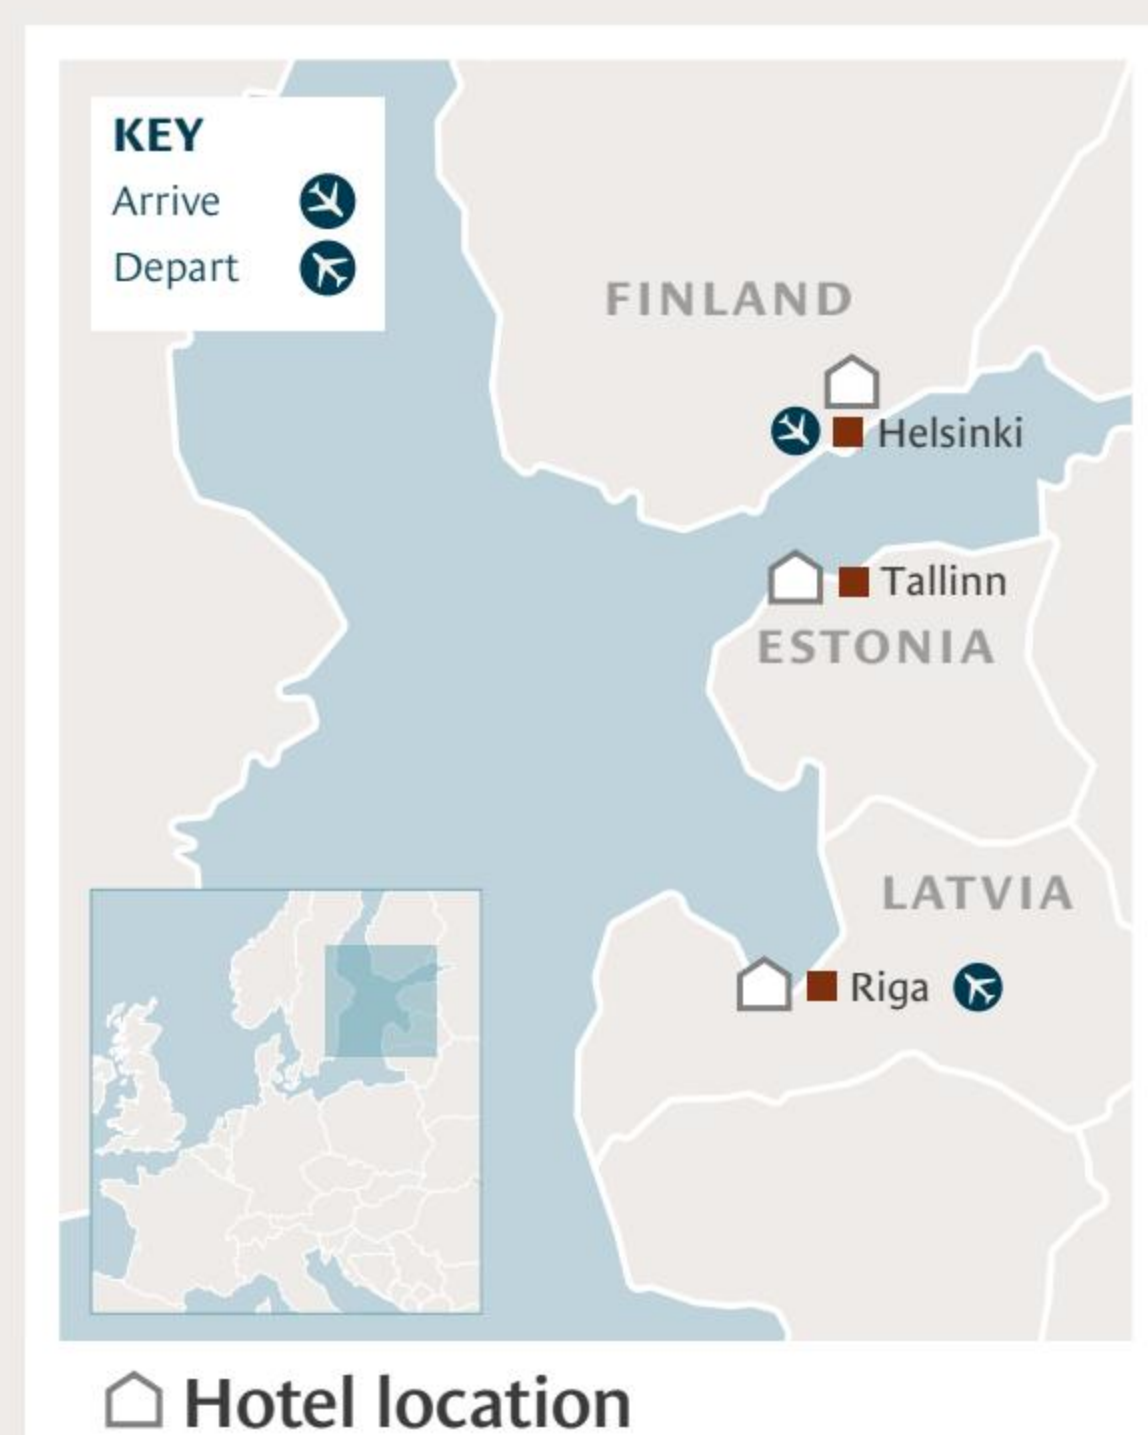 KEY
Arrive
Depart
FINLAND
Helsinki
Tallinn
ESTONIA
LATVIA
Riga
Hotel location